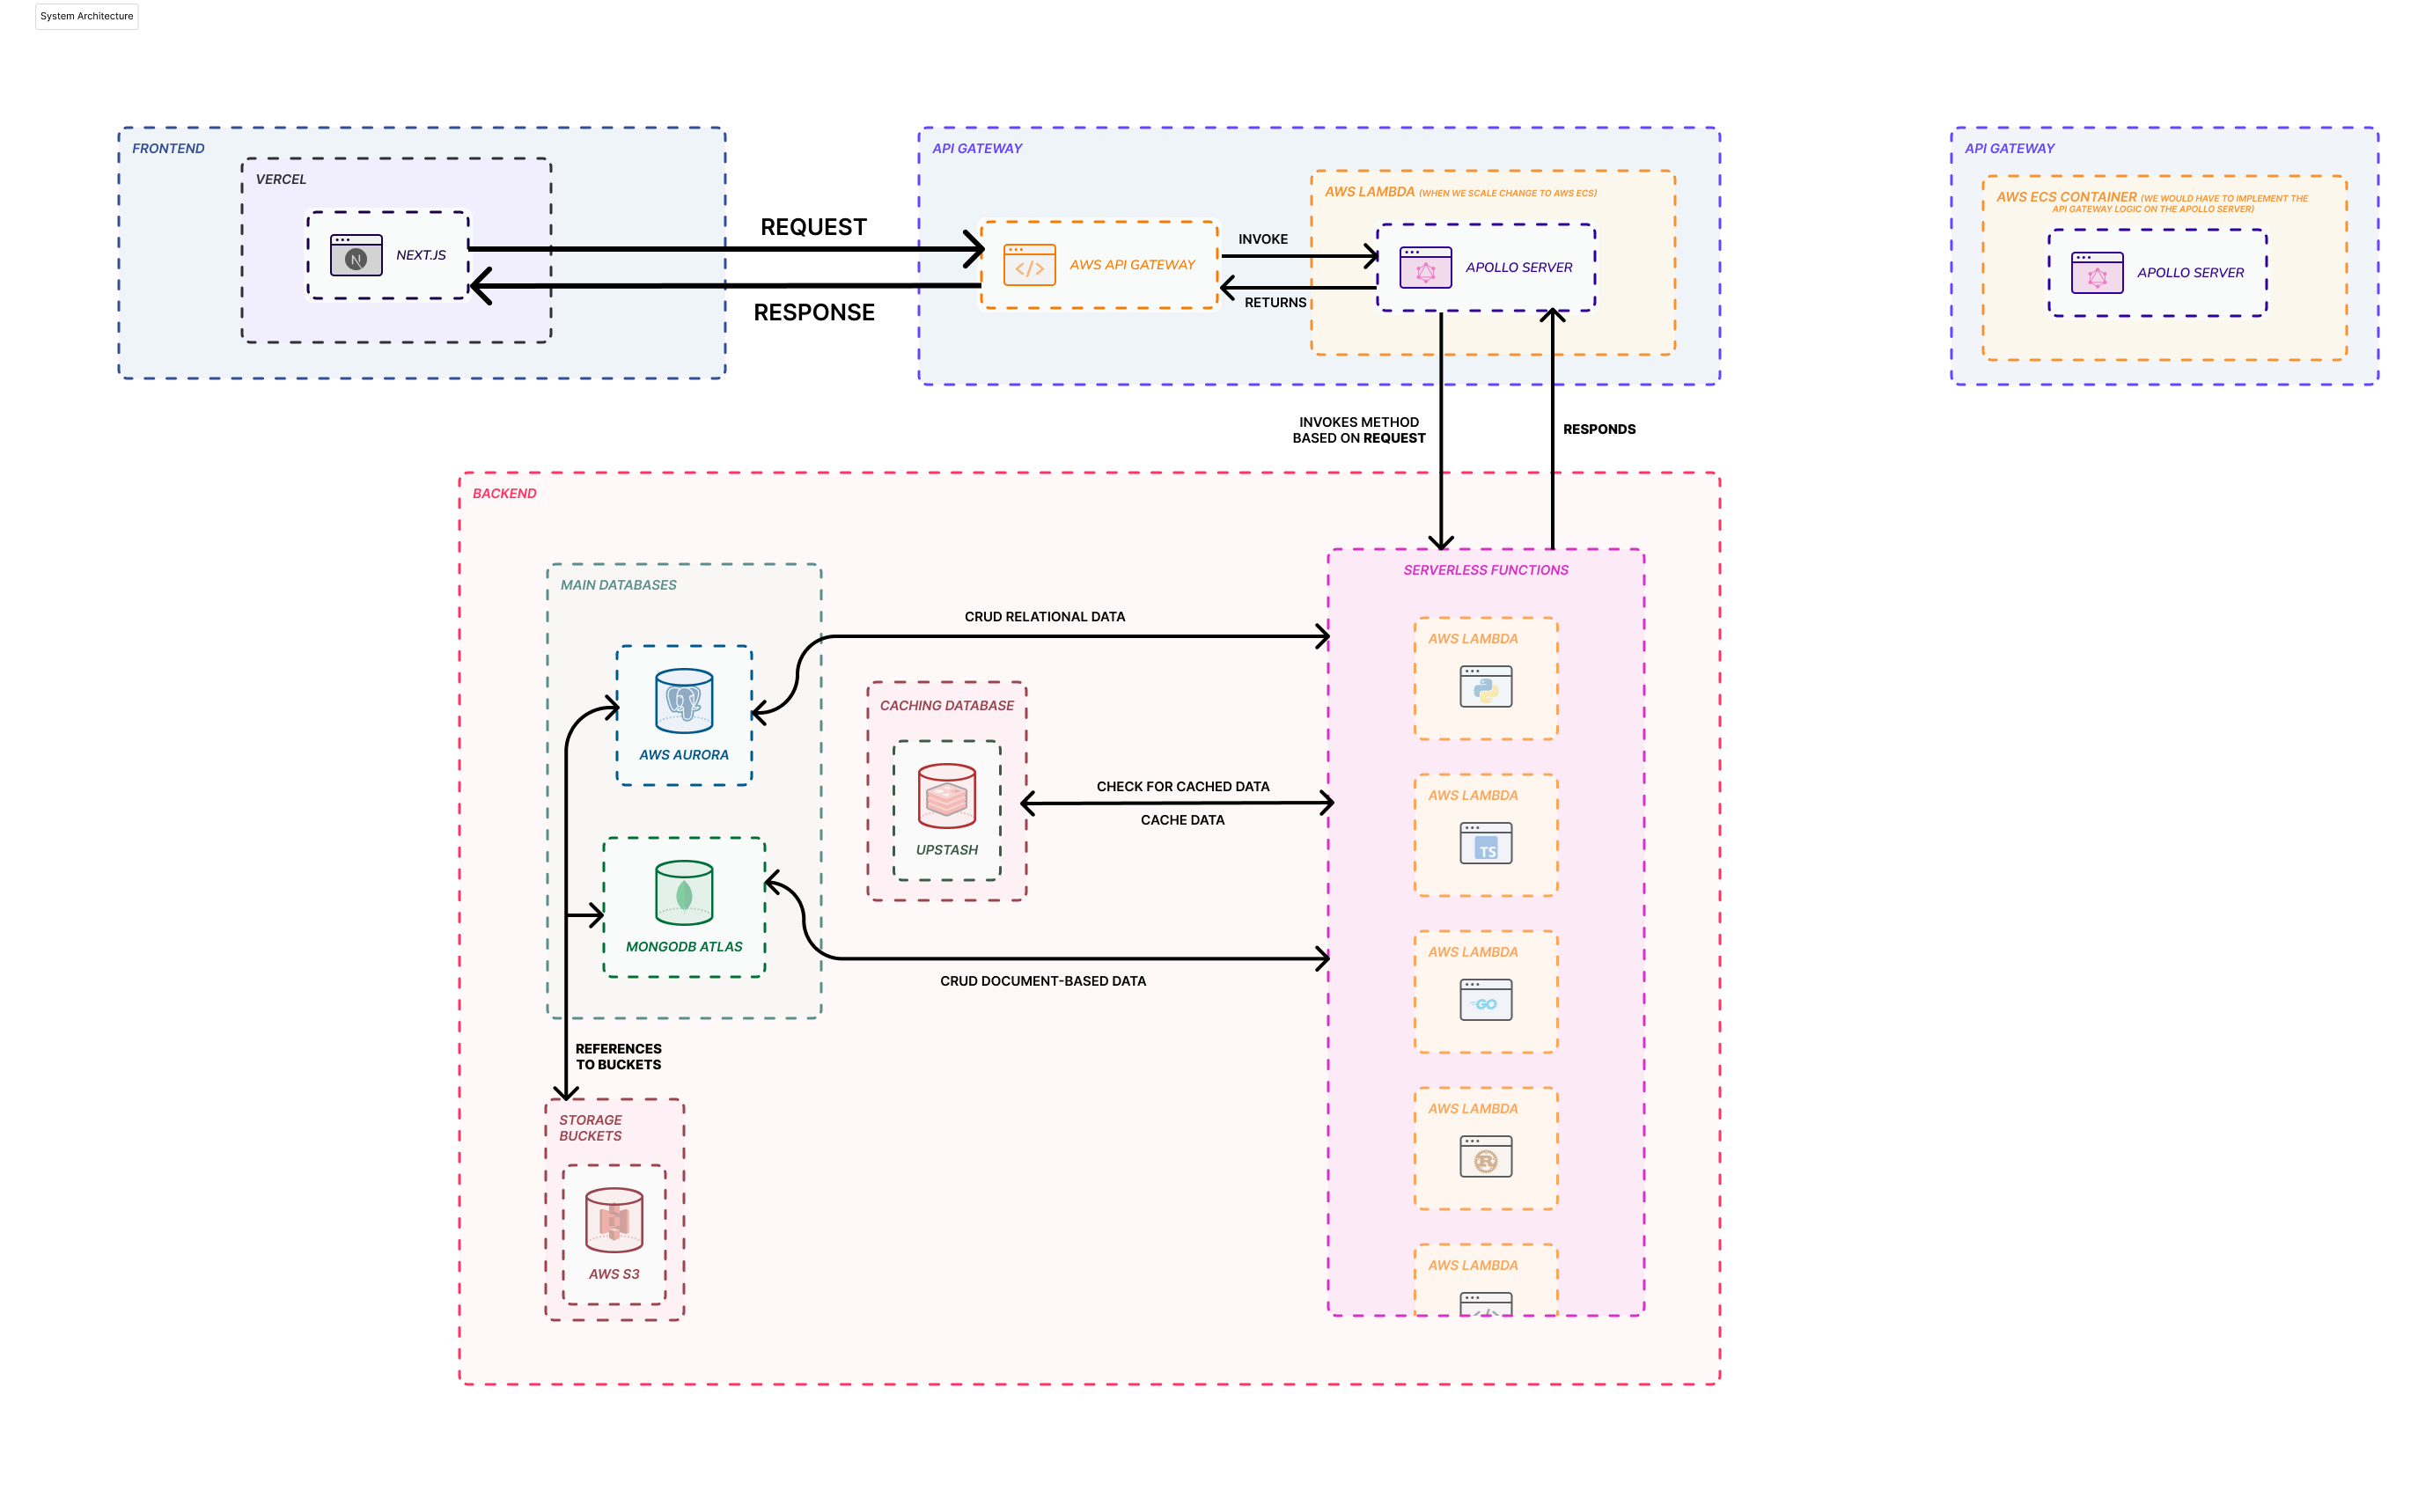 System Architecture
FRONTEND
VERCEL
NEXT.JS
N
REQUEST
RESPONSE
API GATEWAY
</>
AWS API GATEWAY
INVOKE
RETURNS
AWS LAMBDA (WHEN WE SCALE CHANGE TO AWS ECS)
APOLLO SERVER
API GATEWAY
AWS ECS CONTAINER (WE WOULD HAVE TO IMPLEMENT THE
API GATEWAY LOGIC ON THE APOLLO SERVER)
APOLLO SERVER
INVOKES METHOD
BASED ON REQUEST
RESPONDS
BACKEND
MAIN DATABASES
AWS AURORA
MONGODB ATLAS
CRUD RELATIONAL DATA
CACHING DATABASE
UPSTASH
CHECK FOR CACHED DATA
CACHE DATA
CRUD DOCUMENT-BASED DATA
REFERENCES
TO BUCKETS
STORAGE
BUCKETS
AWS S3
SERVERLESS FUNCTIONS
AWS LAMBDA
AWS LAMBDA
TS
AWS LAMBDA
GO
AWS LAMBDA
R
AWS LAMBDA
</>